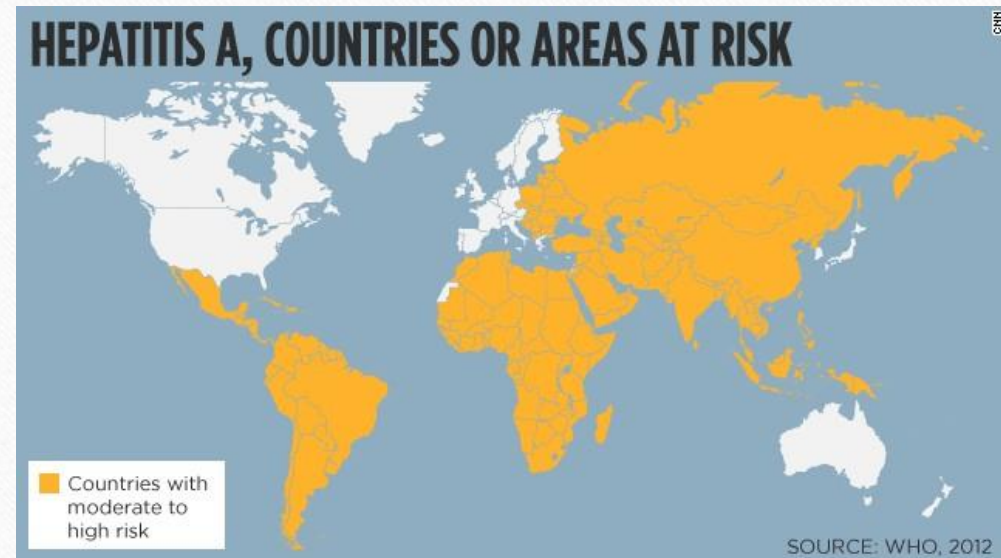 HEPATITIS A, COUNTRIES OR AREAS AT RISK
CNN
Countries with
moderate to
high risk
SOURCE: WHO, 2012